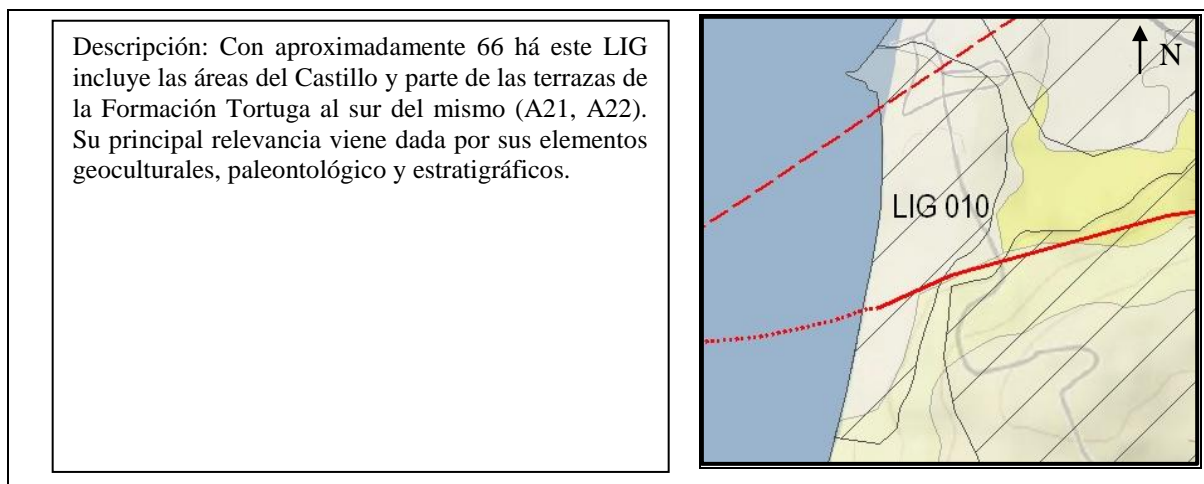 Descripción: Con aproximadamente 66 há este LIG
incluye las áreas del Castillo y parte de las terrazas de
la Formación Tortuga al sur del mismo (A21, A22).
Su principal relevancia viene dada por sus elementos
geoculturales, paleontológico y estratigráficos.
N
LIG 010